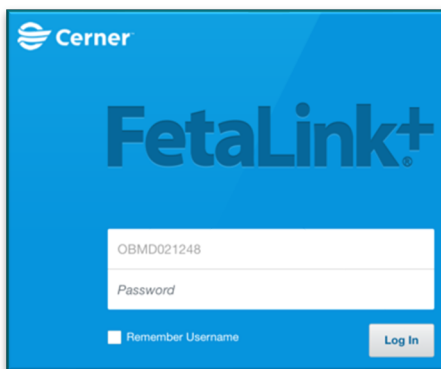 Cerner
FetaLink+®
OBMD021248
Password
Remember Username
Log In